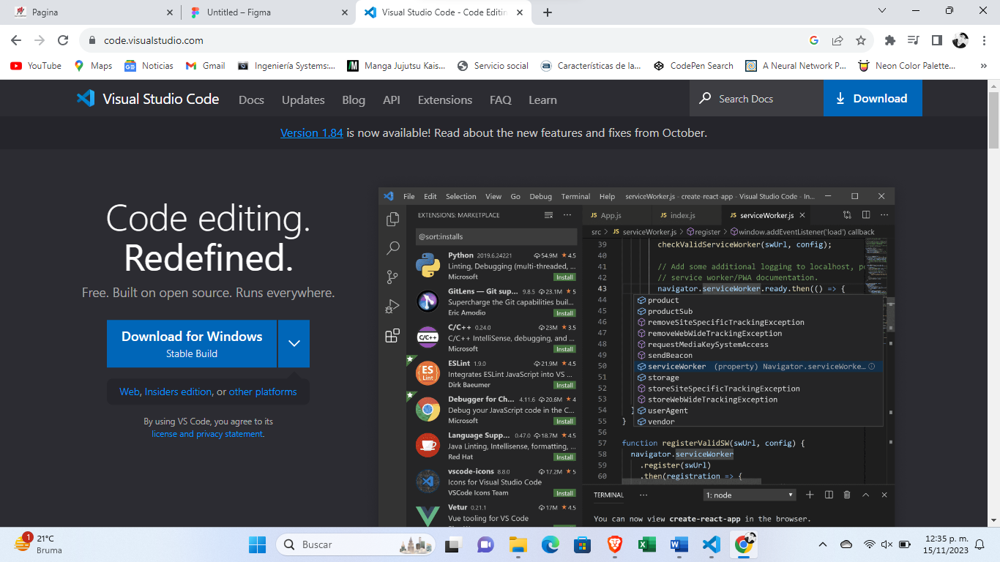 Pagina
Untitled – Figma
Visual Studio Code - Code Editin
code.visualstudio.com
YouTube
Maps
Noticias
Gmail
Ingeniería Systems:...
Manga Jujutsu Kais...
Servicio social
Características de la...
CodePen Search
A Neural Network P...
Neon Color Palette...
»
Visual Studio Code
Docs
Updates
Blog
API
Extensions
FAQ
Learn
Search Docs
Download
Version 1.84 is now available! Read about the new features and fixes from October.
Code editing.
Redefined.
Free. Built on open source. Runs everywhere.
Download for Windows
Stable Build
Web, Insiders edition, or other platforms
By using VS Code, you agree to its
license and privacy statement.
File Edit Selection View Go Debug Terminal Help
serviceWorker.js - create-react-app - Visual Studio Code - In...
EXTENSIONS: MARKETPLACE
@sort:installs
Python 2019.6.24221 54.9M 4.5
Linting, Debugging (multi-threaded, ...
Microsoft Install
GitLens — Git sup... 9.8.5 23.1M 5
Supercharge the Git capabilities buil...
Eric Amodio Install
C/C++ 0.24.0 23M 3.5
C/C++ IntelliSense, debugging, and ...
Microsoft Install
ESLint 1.9.0 21.9M 4.5
Integrates ESLint JavaScript into VS ...
Dirk Baeumer Install
Debugger for Ch... 4.11.6 20.6M 4
Debug your JavaScript code in the C...
Microsoft Install
Language Supp... 0.47.0 18.7M 4.5
Java Linting, Intellisense, formatting, ...
Red Hat Install
vscode-icons 8.8.0 17.2M 5
Icons for Visual Studio Code
VSCode Icons Team Install
Vetur 0.21.1 17M 4.5
Vue tooling for VS Code
C/C++
ES
Lint
JS App.js
JS index.js
JS serviceWorker.js
src > JS serviceWorker.js > register > window.addEventListener('load') callback
39 checkValidServiceWorker(swUrl, config);
40
41 // Add some additional logging to localhost, po
42 // service worker/PWA documentation.
43 navigator.serviceWorker.ready.then(() => {
44 product
45 productSub
46 removeSiteSpecificTrackingException
47 removeWebWideTrackingException
48 requestMediaKeySystemAccess
49 sendBeacon
50 serviceWorker (property) Navigator.serviceWorke...
51 storage
52 storeSiteSpecificTrackingException
53 storeWebWideTrackingException
54 } userAgent
55 } vendor
56
57 function registerValidSW(swUrl, config) {
58 navigator.serviceWorker
59 .register(swUrl)
60 .then(registration => {
TERMINAL
...
1: node
You can now view create-react-app in the browser.
1
21°C
Bruma
Buscar
12:35 p. m.
15/11/2023